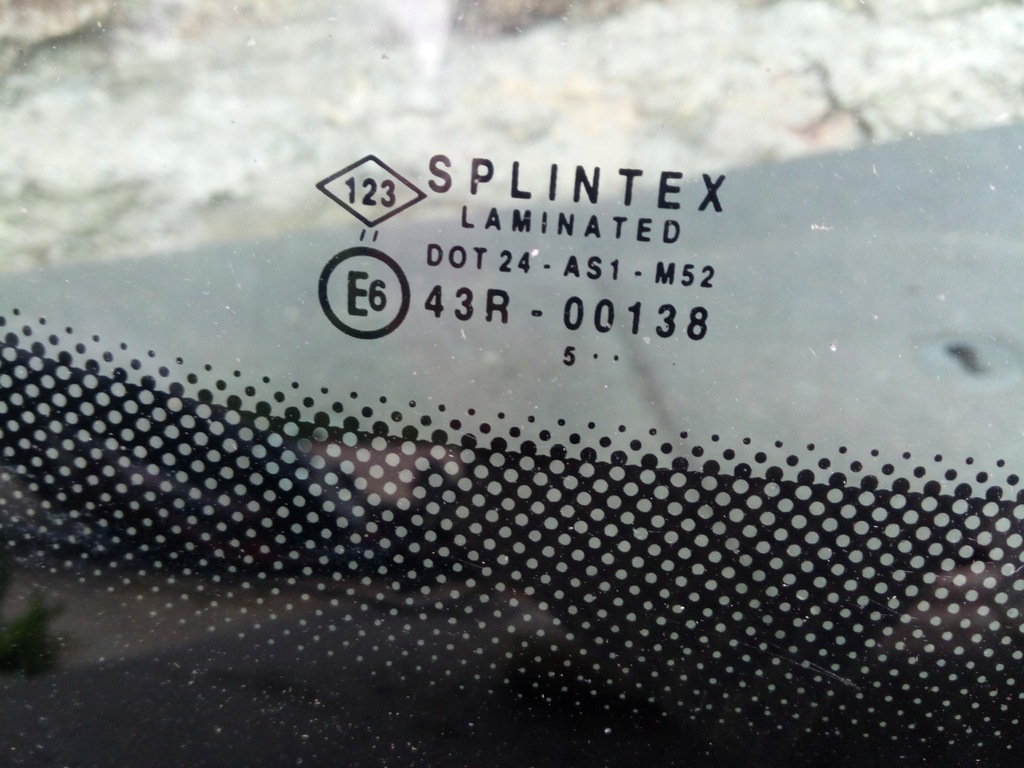 123 SPLINTEX
LAMINATED
DOT 24 - AS1 - M52
E6 43R - 00138
5 . .